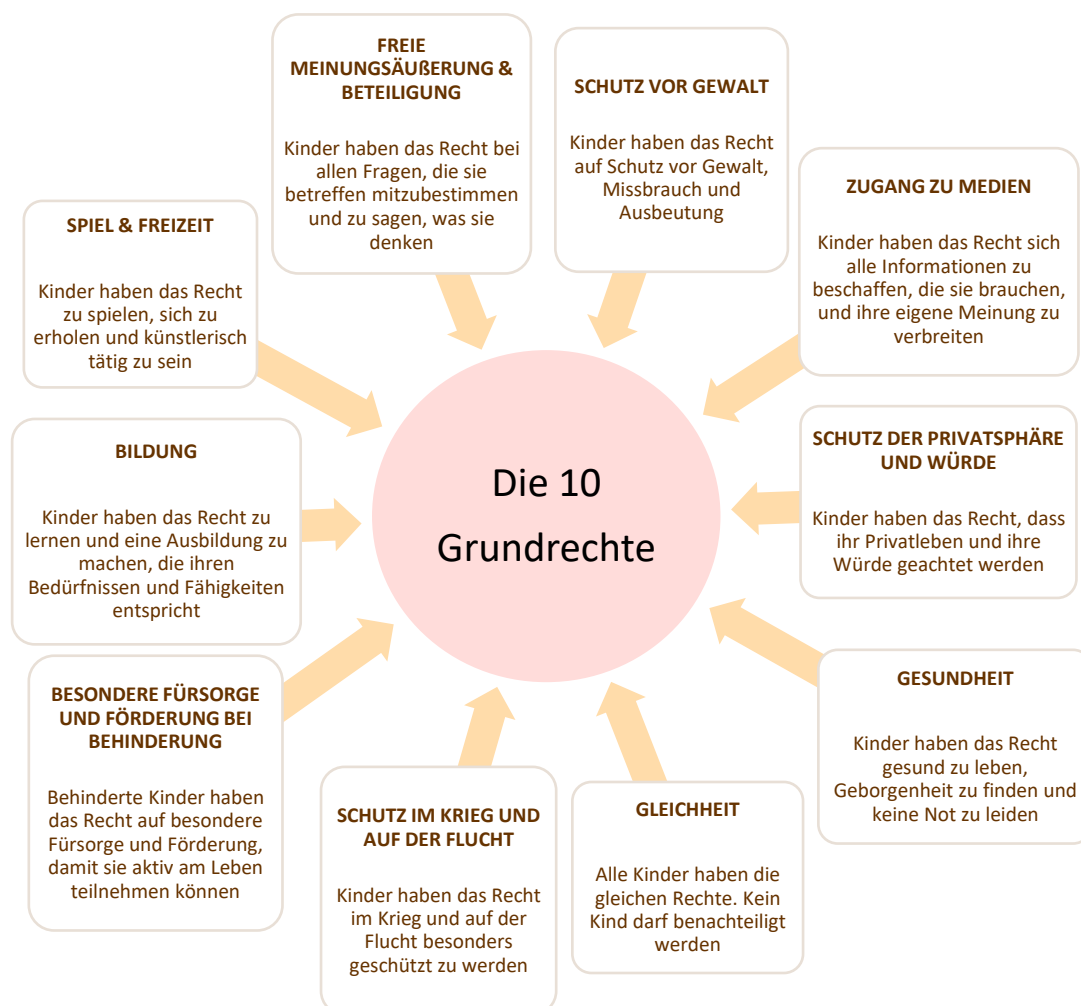 FREIE
MEINUNGSÄUßERUNG &
BETEILIGUNG
Kinder haben das Recht bei
allen Fragen, die sie
betreffen mitzubestimmen
und zu sagen, was sie
denken
SCHUTZ VOR GEWALT
Kinder haben das Recht
auf Schutz vor Gewalt,
Missbrauch und
Ausbeutung
ZUGANG ZU MEDIEN
Kinder haben das Recht sich
alle Informationen zu
beschaffen, die sie brauchen,
und ihre eigene Meinung zu
verbreiten
SCHUTZ DER PRIVATSPHÄRE
UND WÜRDE
Kinder haben das Recht, dass
ihr Privatleben und ihre
Würde geachtet werden
GESUNDHEIT
Kinder haben das Recht
gesund zu leben,
Geborgenheit zu finden und
keine Not zu leiden
GLEICHHEIT
Alle Kinder haben die
gleichen Rechte. Kein
Kind darf benachteiligt
werden
SCHUTZ IM KRIEG UND
AUF DER FLUCHT
Kinder haben das Recht
im Krieg und auf der
Flucht besonders
geschützt zu werden
BESONDERE FÜRSORGE
UND FÖRDERUNG BEI
BEHINDERUNG
Behinderte Kinder haben
das Recht auf besondere
Fürsorge und Förderung,
damit sie aktiv am Leben
teilnehmen können
BILDUNG
Kinder haben das Recht zu
lernen und eine Ausbildung zu
machen, die ihren
Bedürfnissen und Fähigkeiten
entspricht
SPIEL & FREIZEIT
Kinder haben das Recht
zu spielen, sich zu
erholen und künstlerisch
tätig zu sein
Die 10
Grundrechte